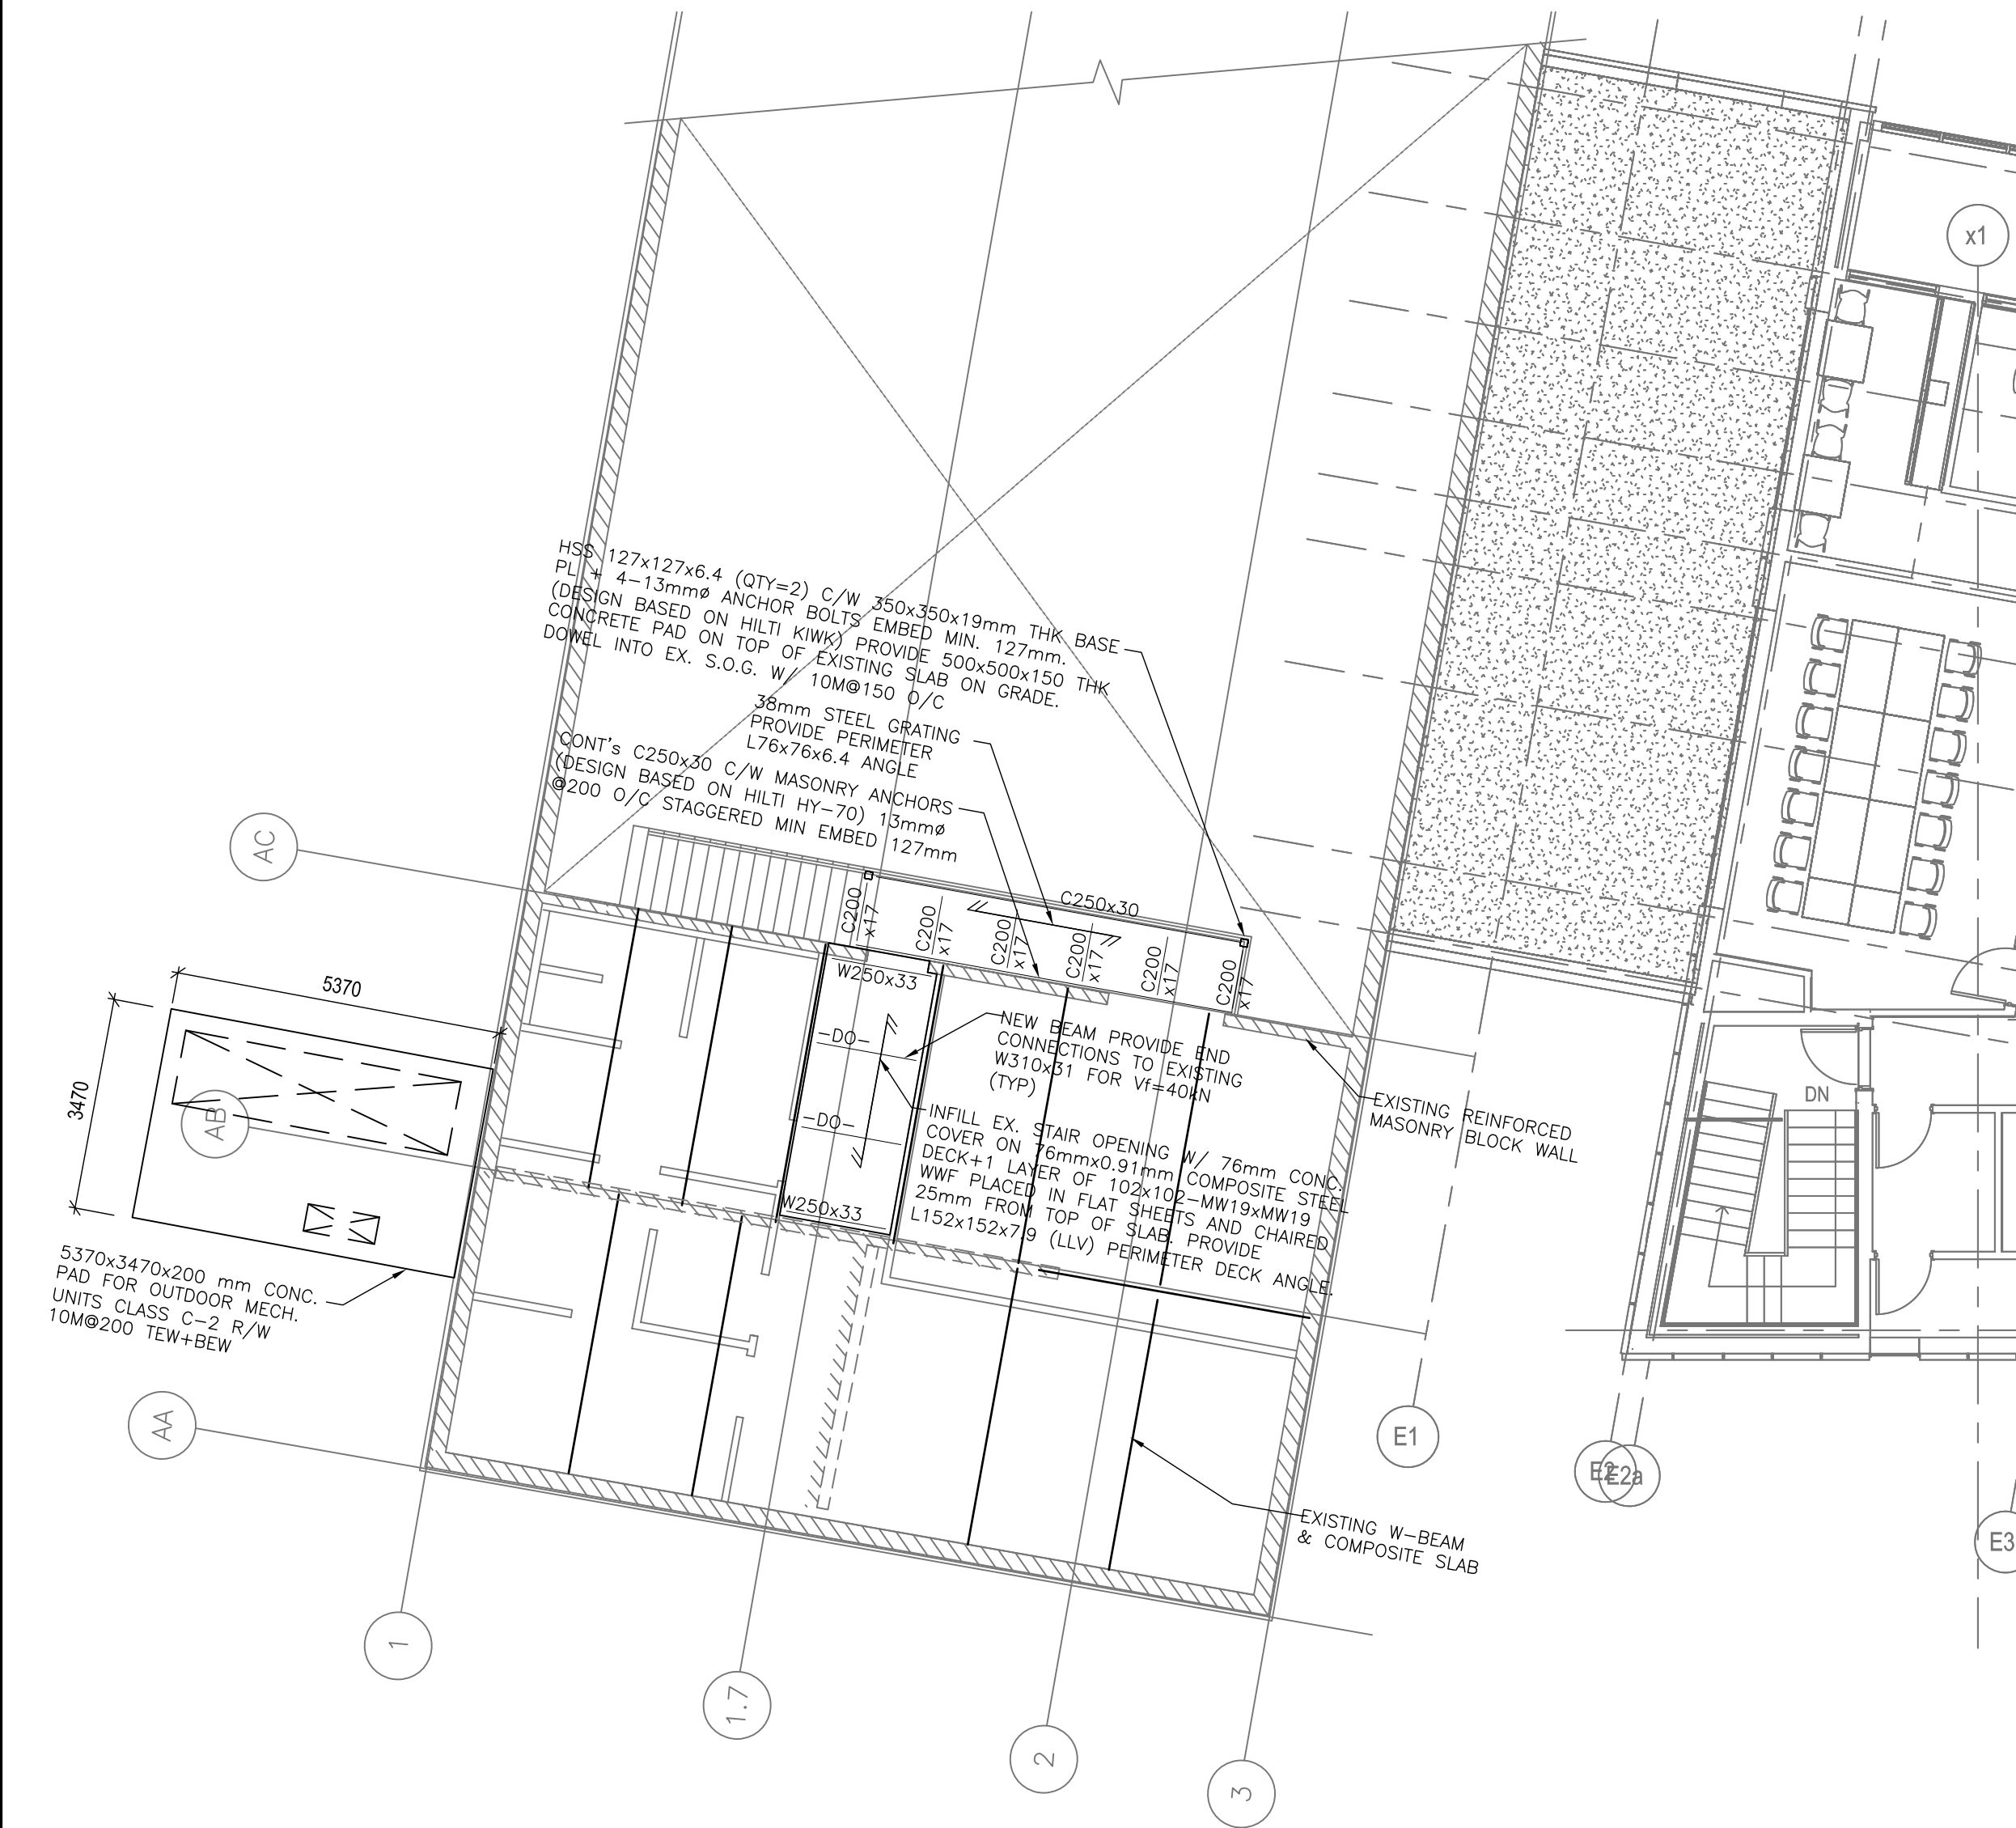 x1
HSS 127x127x6.4 (QTY=2) C/W 350x350x19mm THK BASE
PL + 4-13mmø ANCHOR BOLTS EMBED MIN. 127mm.
(DESIGN BASED ON HILTI KIWK) PROVIDE 500x500x150 THK
CONCRETE PAD ON TOP OF EXISTING SLAB ON GRADE.
DOWEL INTO EX. S.O.G. W/ 10M@150 O/C
38mm STEEL GRATING
PROVIDE PERIMETER
L76x76x6.4 ANGLE
CONT's C250x30 C/W MASONRY ANCHORS
(DESIGN BASED ON HILTI HY-70) 13mmø
@200 O/C STAGGERED MIN EMBED 127mm
AC
C250x30
C200
x17
C200
x17
C200
x17
C200
x17
C200
x17
C200
x17
W250x33
5370
3470
AB
-DO-
-DO-
W250x33
NEW BEAM PROVIDE END
CONNECTIONS TO EXISTING
W310x31 FOR Vf=40kN
(TYP)
INFILL EX. STAIR OPENING W/ 76mm CONC.
COVER ON 76mmx0.91mm COMPOSITE STEEL
DECK+1 LAYER OF 102x102-MW19xMW19
WWF PLACED IN FLAT SHEETS AND CHAIRED
25mm FROM TOP OF SLAB. PROVIDE
L152x152x7.9 (LLV) PERIMETER DECK ANGLE.
EXISTING REINFORCED
MASONRY BLOCK WALL
DN
5370x3470x200 mm CONC.
PAD FOR OUTDOOR MECH.
UNITS CLASS C-2 R/W
10M@200 TEW+BEW
AA
E1
E2
E2a
E3
EXISTING W-BEAM
& COMPOSITE SLAB
1
1.7
2
3